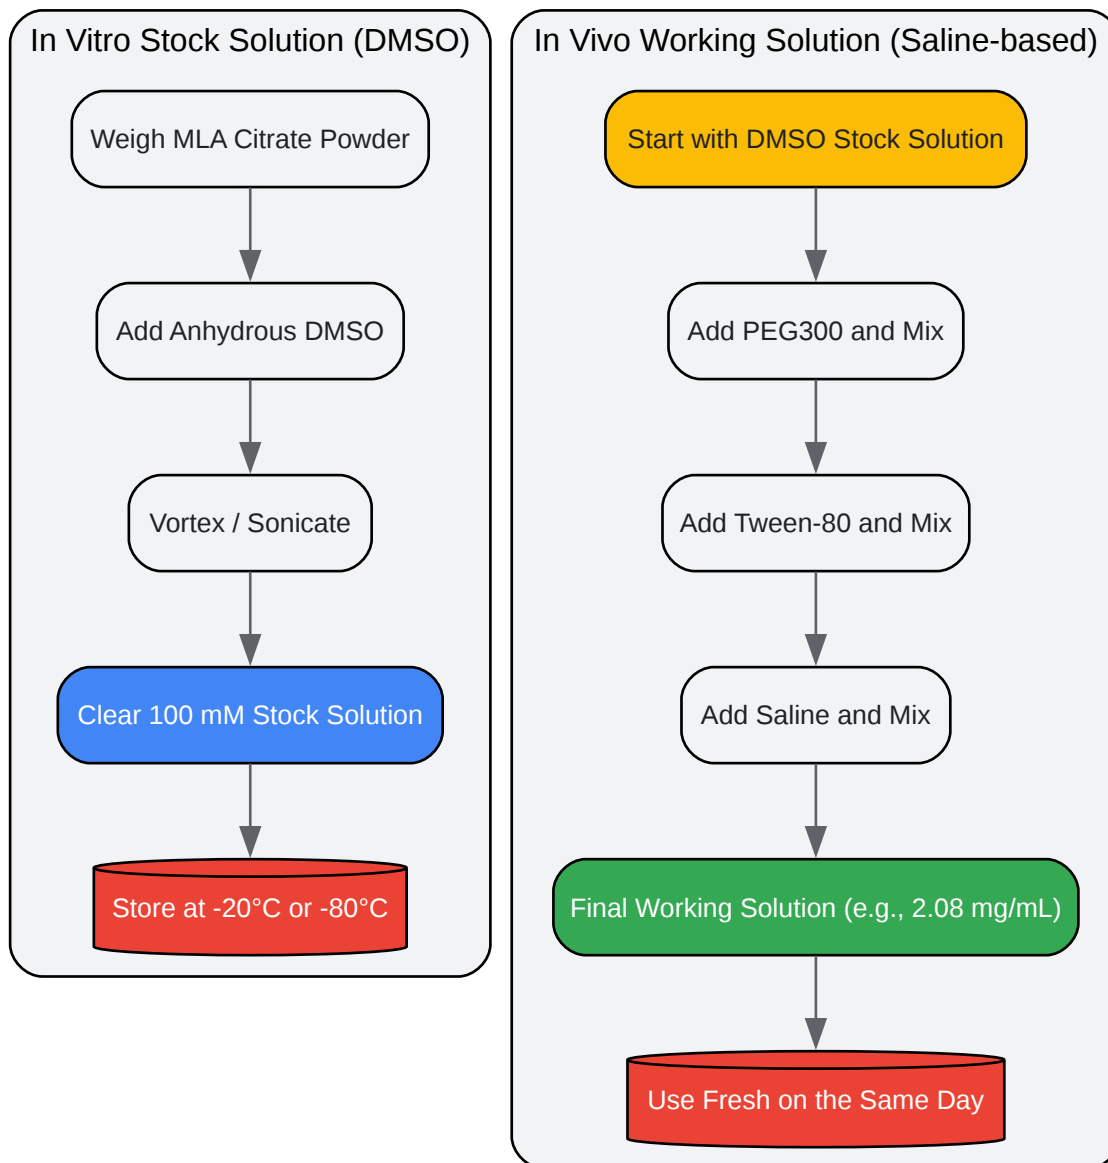 In Vitro Stock Solution (DMSO)
Weigh MLA Citrate Powder
Add Anhydrous DMSO
Vortex / Sonicate
Clear 100 mM Stock Solution
Store at -20°C or -80°C
In Vivo Working Solution (Saline-based)
Start with DMSO Stock Solution
Add PEG300 and Mix
Add Tween-80 and Mix
Add Saline and Mix
Final Working Solution (e.g., 2.08 mg/mL)
Use Fresh on the Same Day